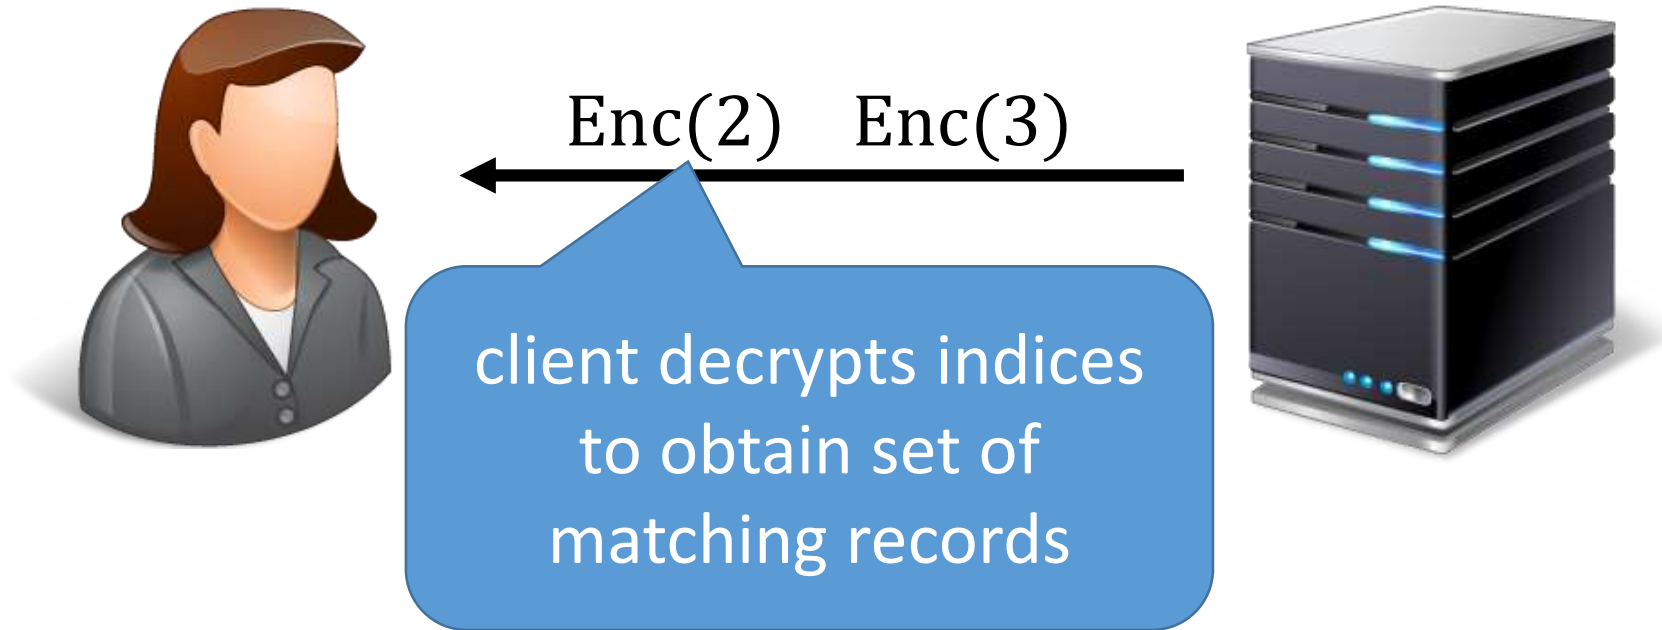 Enc(2) Enc(3)
client decrypts indices
to obtain set of
matching records